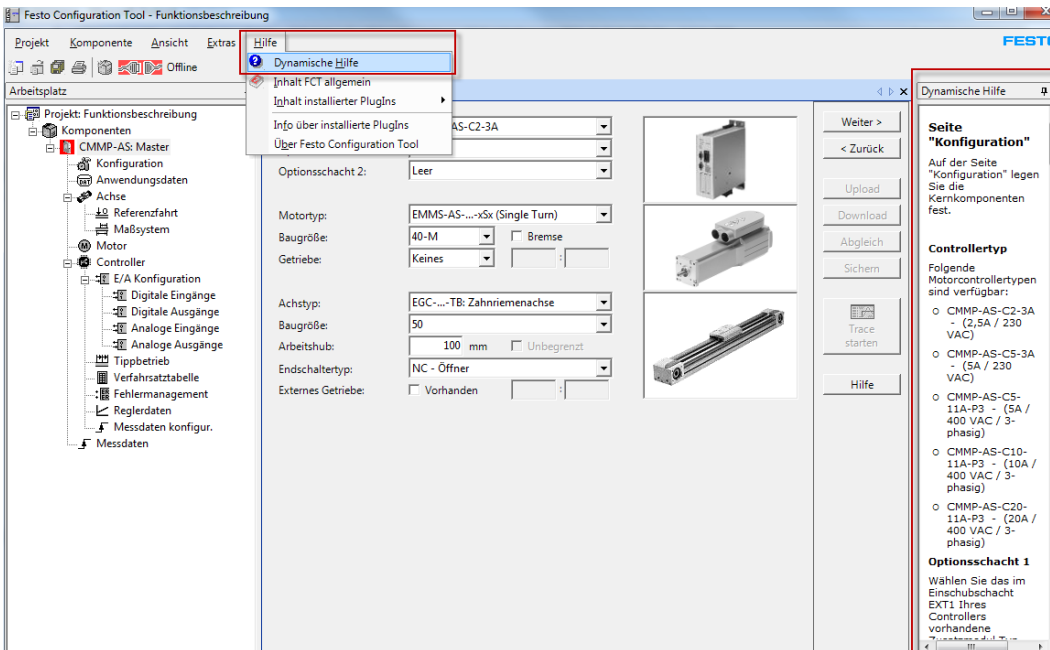 Festo Configuration Tool - Funktionsbeschreibung
Projekt Komponente Ansicht Extras Hilfe
FESTO
Offline
Dynamische Hilfe
Inhalt FCT allgemein
Inhalt installierter PlugIns
Info über installierte PlugIns
Über Festo Configuration Tool
Arbeitsplatz
Projekt: Funktionsbeschreibung
Komponenten
CMMP-AS: Master
Konfiguration
Anwendungsdaten
Achse
Referenzfahrt
Maßsystem
Motor
Controller
E/A Konfiguration
Digitale Eingänge
Digitale Ausgänge
Analoge Eingänge
Analoge Ausgänge
Tippbetrieb
Verfahrsatztabelle
Fehlermanagement
Reglerdaten
Messdaten konfigur.
Messdaten
AS-C2-3A
Optionsschacht 2: Leer
Motortyp: EMMS-AS-...-xSx (Single Turn)
Baugröße: 40-M Bremse
Getriebe: Keines :
Achstyp: EGC-...-TB: Zahnriemenachse
Baugröße: 50
Arbeitshub: 100 mm Unbegrenzt
Endschaltertyp: NC - Öffner
Externes Getriebe: Vorhanden :
Weiter >
< Zurück
Upload
Download
Abgleich
Sichern
Trace
starten
Hilfe
Dynamische Hilfe
Seite
"Konfiguration"
Auf der Seite
"Konfiguration" legen
Sie die
Kernkomponenten
fest.
Controllertyp
Folgende
Motorcontrollertypen
sind verfügbar:
CMMP-AS-C2-3A
- (2,5A / 230
VAC)
CMMP-AS-C5-3A
- (5A / 230
VAC)
CMMP-AS-C5-
11A-P3 - (5A /
400 VAC / 3-
phasig)
CMMP-AS-C10-
11A-P3 - (10A /
400 VAC / 3-
phasig)
CMMP-AS-C20-
11A-P3 - (20A /
400 VAC / 3-
phasig)
Optionsschacht 1
Wählen Sie das im
Einschubschacht
EXT1 Ihres
Controllers
vorhandene